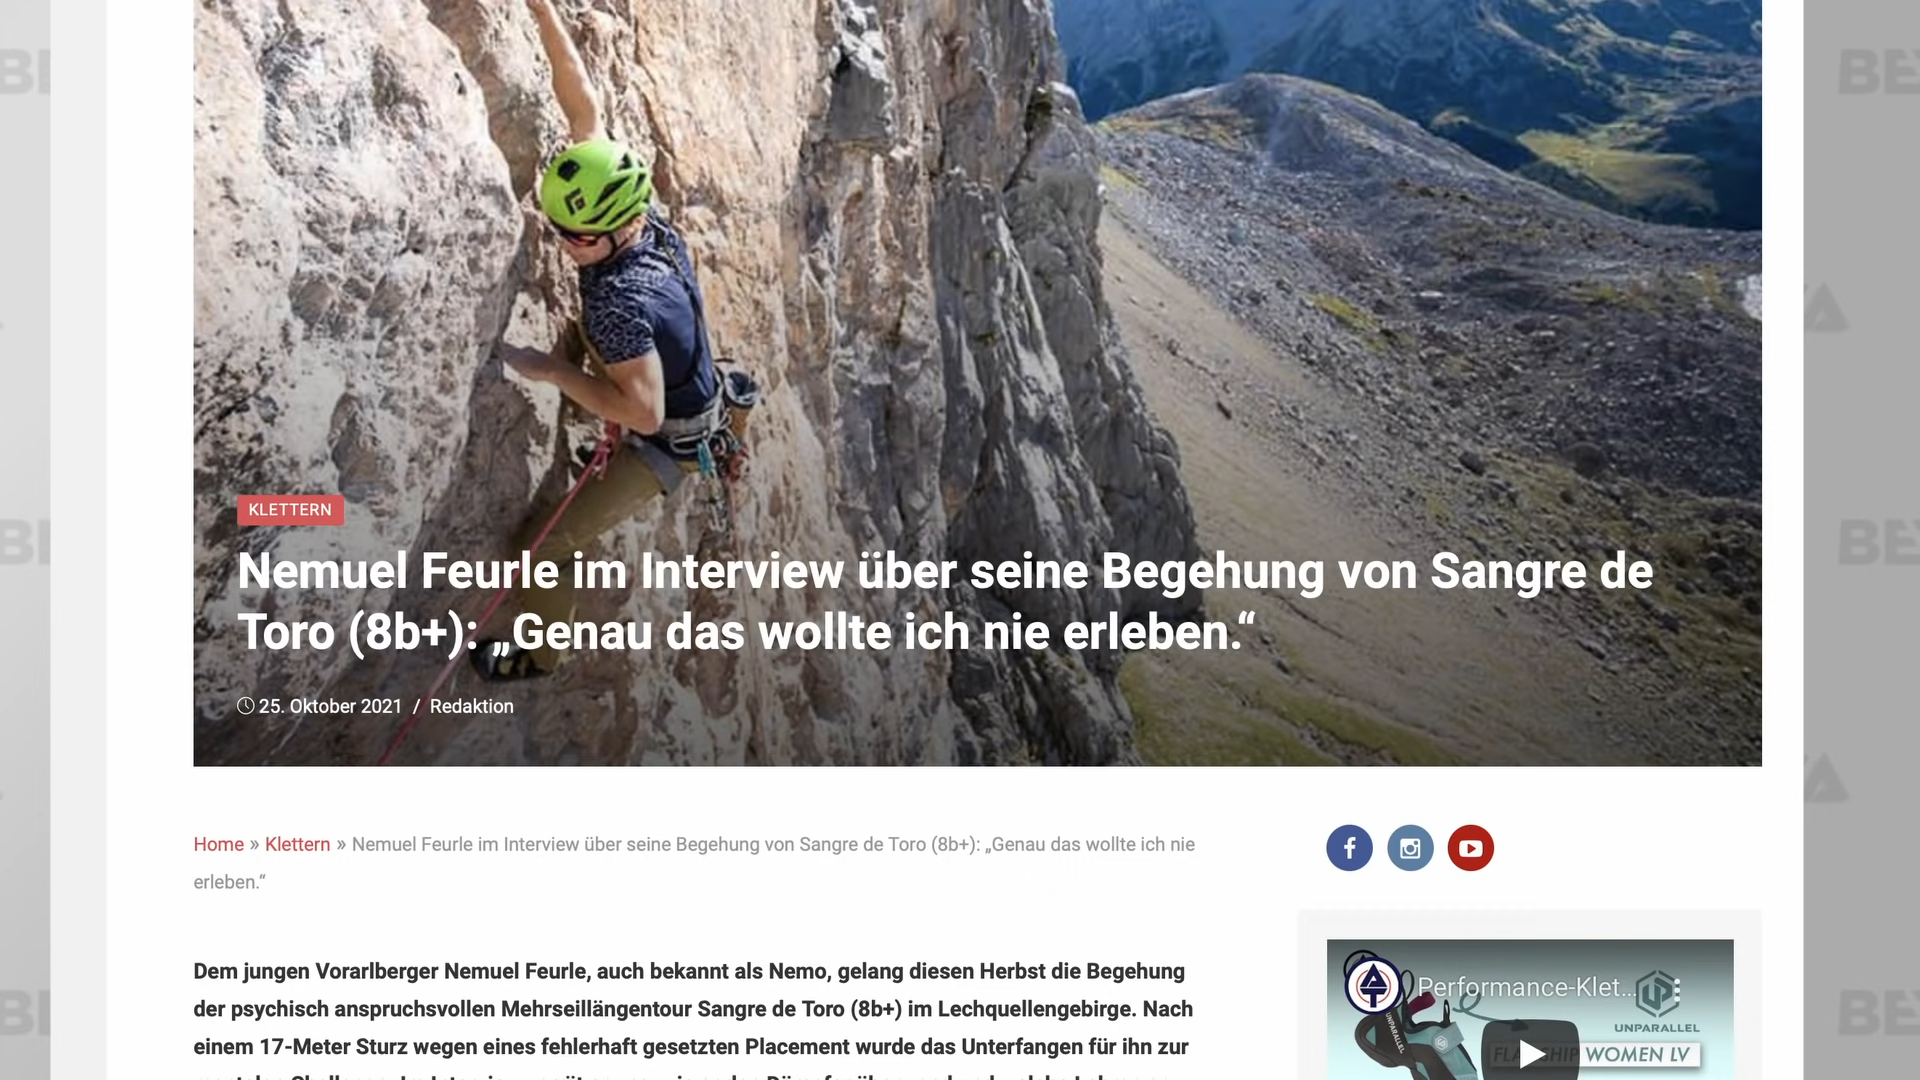 KLETTERN
Nemuel Feurle im Interview über seine Begehung von Sangre de
Toro (8b+): „Genau das wollte ich nie erleben.“
25. Oktober 2021 / Redaktion
Home » Klettern » Nemuel Feurle im Interview über seine Begehung von Sangre de Toro (8b+): „Genau das wollte ich nie
erleben.“
Dem jungen Vorarlberger Nemuel Feurle, auch bekannt als Nemo, gelang diesen Herbst die Begehung
der psychisch anspruchsvollen Mehrseillängentour Sangre de Toro (8b+) im Lechquellengebirge. Nach
einem 17-Meter Sturz wegen eines fehlerhaft gesetzten Placement wurde das Unterfangen für ihn zur
Performance-Klet...
UNPARALLEL
WOMEN LV